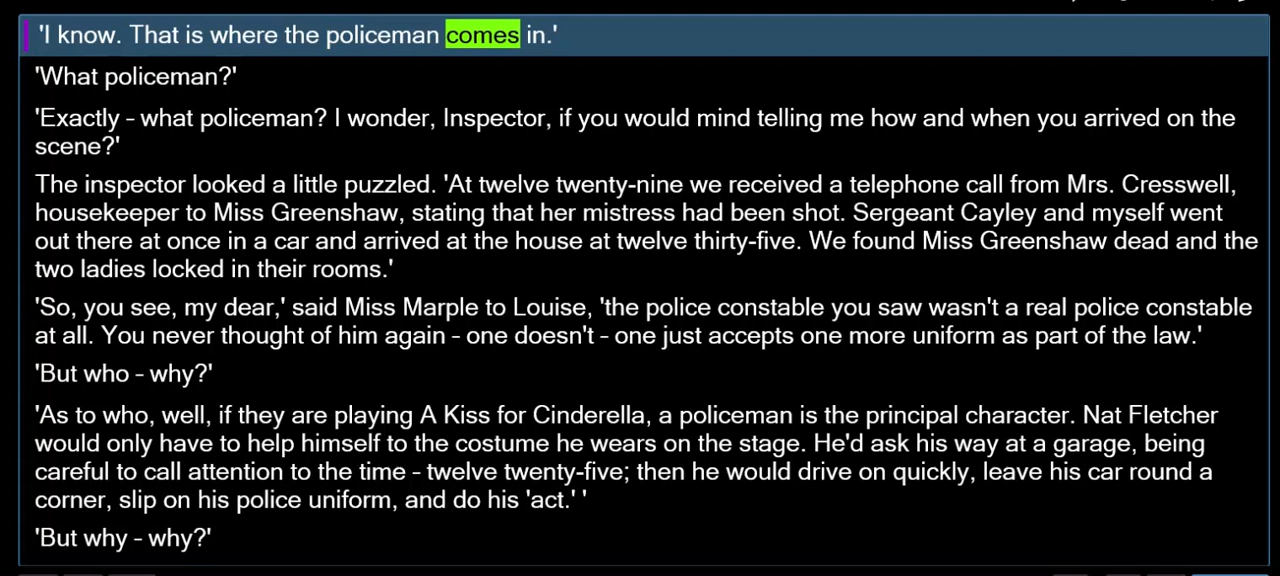 'I know. That is where the policeman comes in.'
'What policeman?'
'Exactly – what policeman? I wonder, Inspector, if you would mind telling me how and when you arrived on the
scene?'
The inspector looked a little puzzled. 'At twelve twenty-nine we received a telephone call from Mrs. Cresswell,
housekeeper to Miss Greenshaw, stating that her mistress had been shot. Sergeant Cayley and myself went
out there at once in a car and arrived at the house at twelve thirty-five. We found Miss Greenshaw dead and the
two ladies locked in their rooms.'
'So, you see, my dear,' said Miss Marple to Louise, 'the police constable you saw wasn't a real police constable
at all. You never thought of him again – one doesn't – one just accepts one more uniform as part of the law.'
'But who – why?'
'As to who, well, if they are playing A Kiss for Cinderella, a policeman is the principal character. Nat Fletcher
would only have to help himself to the costume he wears on the stage. He'd ask his way at a garage, being
careful to call attention to the time – twelve twenty-five; then he would drive on quickly, leave his car round a
corner, slip on his police uniform, and do his 'act.' '
'But why – why?'